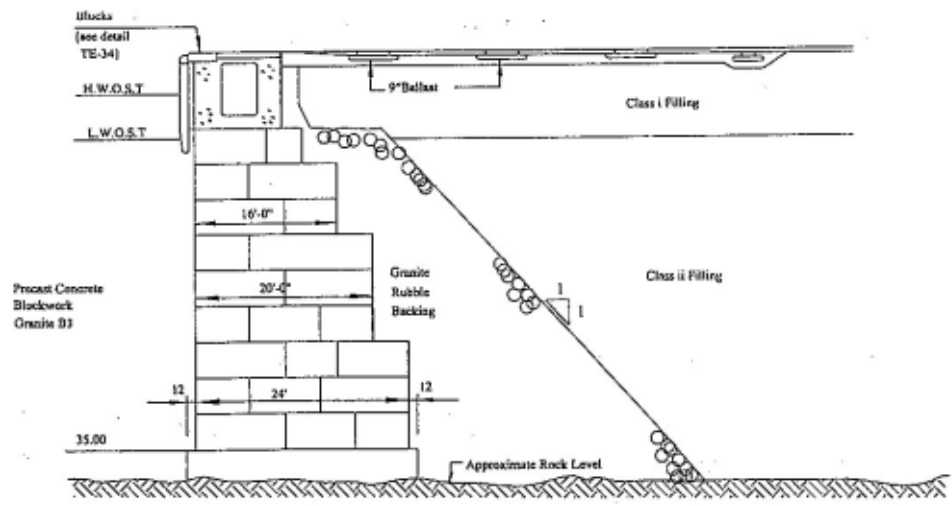 Blucks
(see detail
TE-34)
H.W.O.S.T
L.W.O.S.T
9"Ballast
Class i Filling
16'-0"
20'-0"
24'
12
12
Precast Concrete
Blockwork
Granite B3
Granite
Rubble
Backing
1
1
Class ii Filling
35.00
Approximate Rock Level